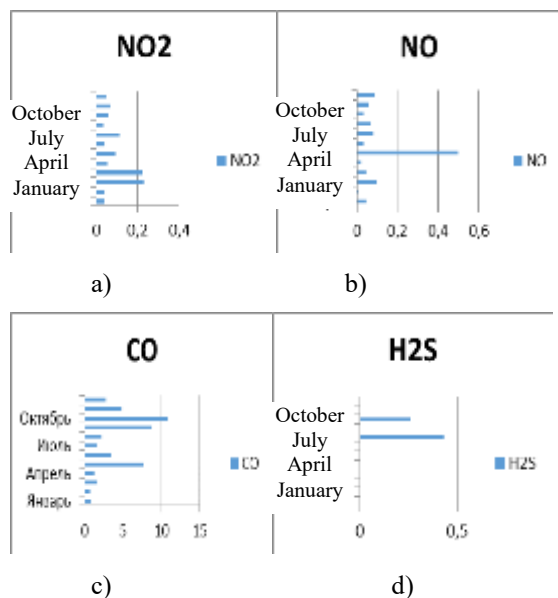 NO2
October
July
April
January
NO2
0
0,2
0,4
a)
NO
October
July
April
January
NO
0
0,2
0,4
0,6
b)
CO
Октябрь
Июль
Апрель
Январь
CO
0
5
10
15
c)
H2S
October
July
April
January
H2S
0
0,5
d)